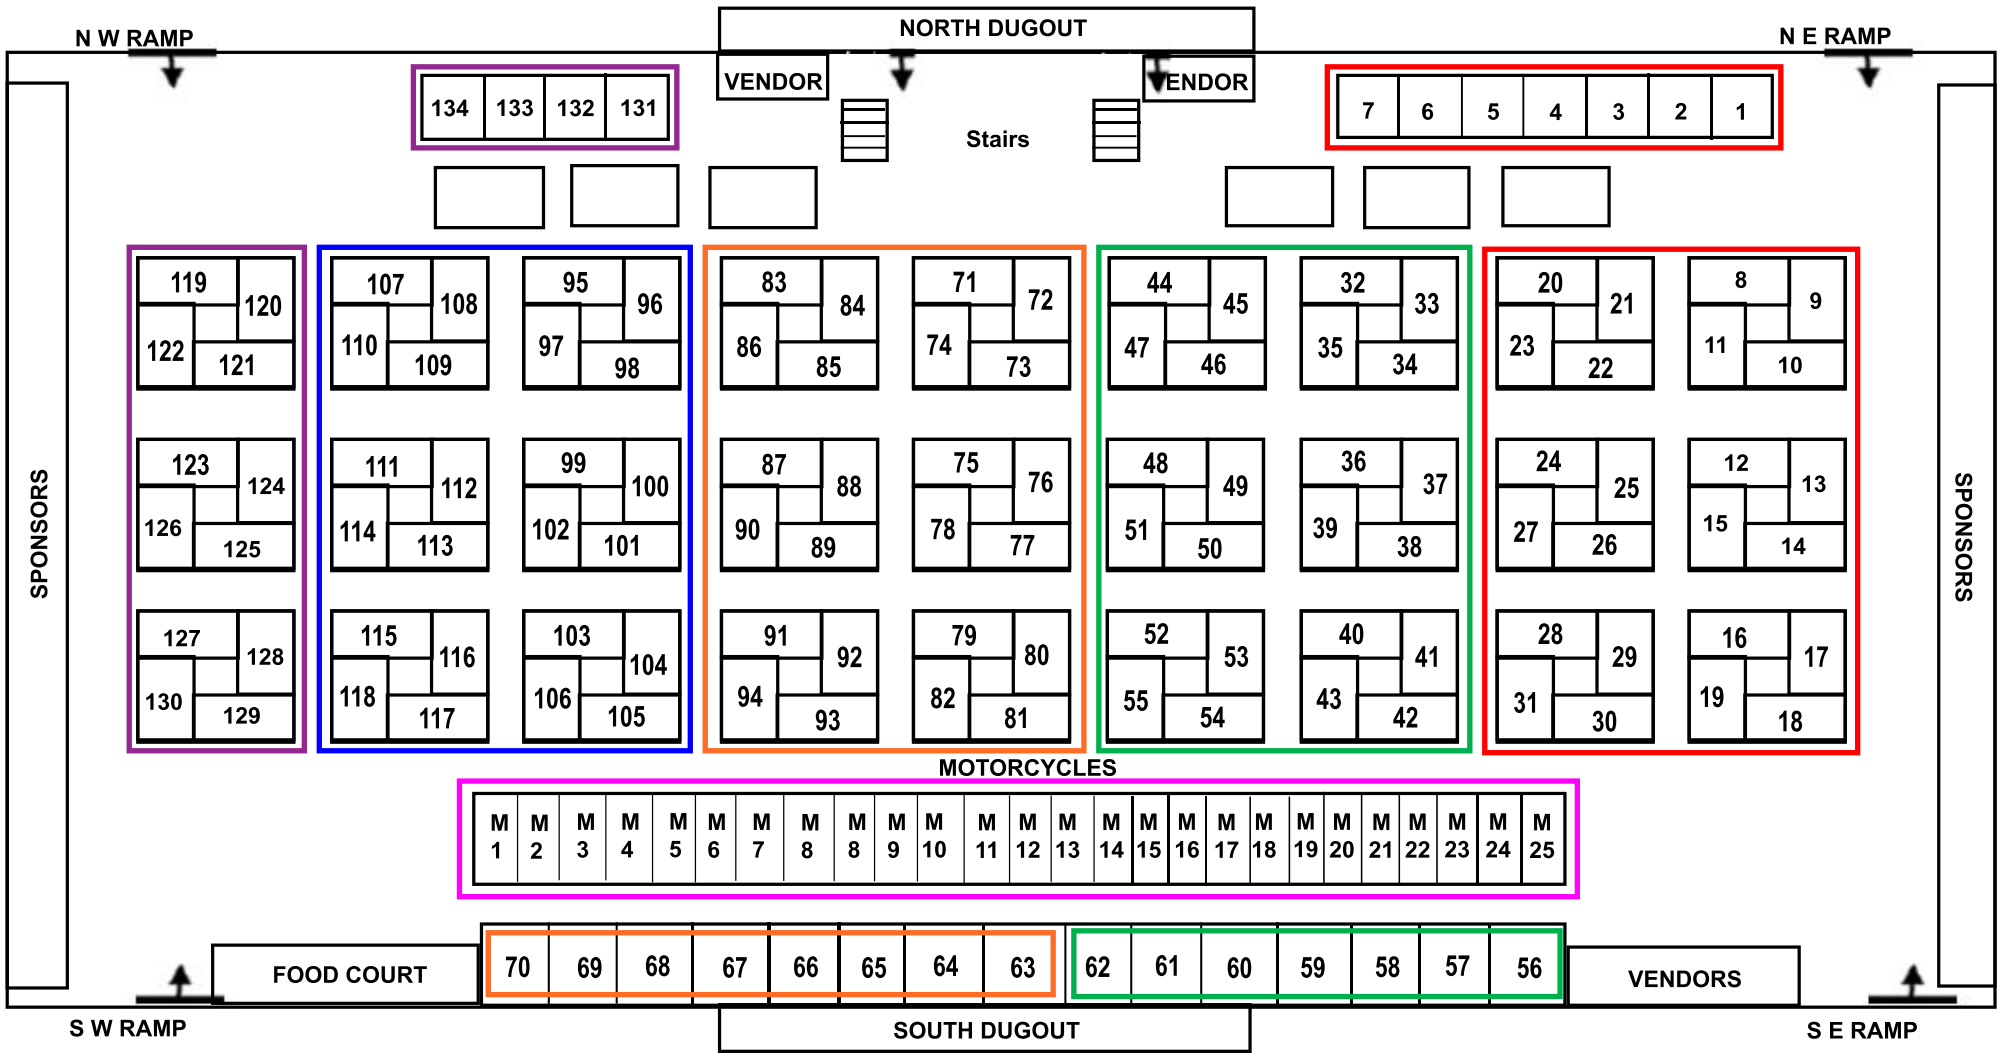 NORTH DUGOUT
N W RAMP
N E RAMP
VENDOR
ENDOR
134 133 132 131
7 6 5 4 3 2 1
Stairs
119 120 122 121
107 108 110 109
95 96 97 98
83 84 86 85
71 72 74 73
44 45 47 46
32 33 35 34
20 21 23 22
8 9 11 10
SPONSORS
123 124 126 125
111 112 114 113
99 100 102 101
87 88 90 89
75 76 78 77
48 49 51 50
36 37 39 38
24 25 27 26
12 13 15 14
SPONSORS
127 128 130 129
115 116 118 117
103 104 106 105
91 92 94 93
79 80 82 81
52 53 55 54
40 41 43 42
28 29 31 30
16 17 19 18
MOTORCYCLES
M M M M M M M M M M M M M M M M M M M M M M M M M M
1 2 3 4 5 6 7 8 8 9 10 11 12 13 14 15 16 17 18 19 20 21 22 23 24 25
FOOD COURT
70 69 68 67 66 65 64 63 62 61 60 59 58 57 56
VENDORS
S W RAMP
SOUTH DUGOUT
S E RAMP